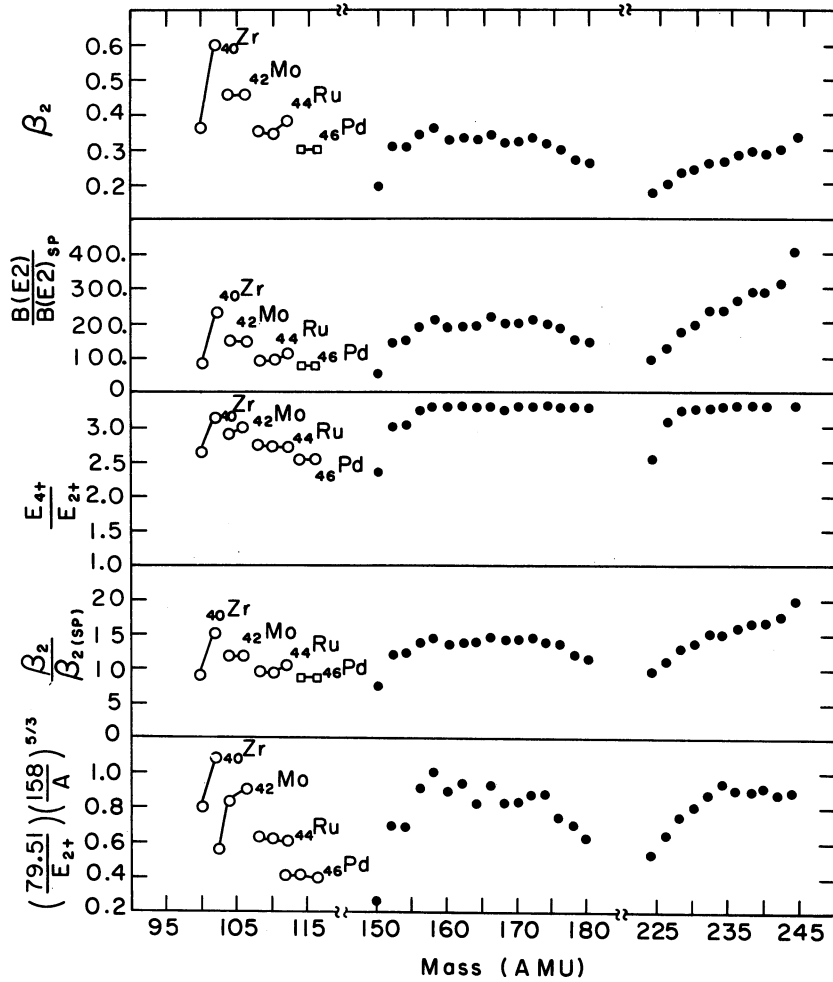 β₂
0.6
0.5
0.4
0.3
0.2
₄₀Zr
₄₂Mo
₄₄Ru
₄₆Pd
B(E2)
B(E2)SP
400.
300.
200.
100.
0
₄₀Zr
₄₂Mo
₄₄Ru
₄₆Pd
E₄₊
E₂₊
3.0
2.5
2.0
1.5
1.0
₄₀Zr
₄₂Mo
₄₄Ru
₄₆Pd
β₂
β₂(SP)
20
15
10
5
0
₄₀Zr
₄₂Mo
₄₄Ru
₄₆Pd
(79.51/E₂₊)(158/A)^5/3
1.0
0.8
0.6
0.4
0.2
₄₀Zr
₄₂Mo
₄₄Ru
₄₆Pd
95 105 115 150 160 170 180 225 235 245
Mass (AMU)